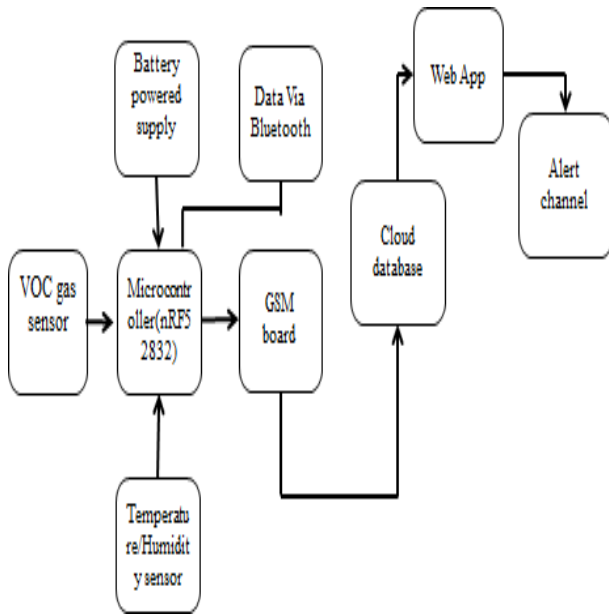 Battery
powered
supply
Data Via
Bluetooth
Web App
Alert
channel
Cloud
database
VOC gas
sensor
Microcontr
oller(nRF5
2832)
GSM
board
Temperatu
re/Humidit
y sensor